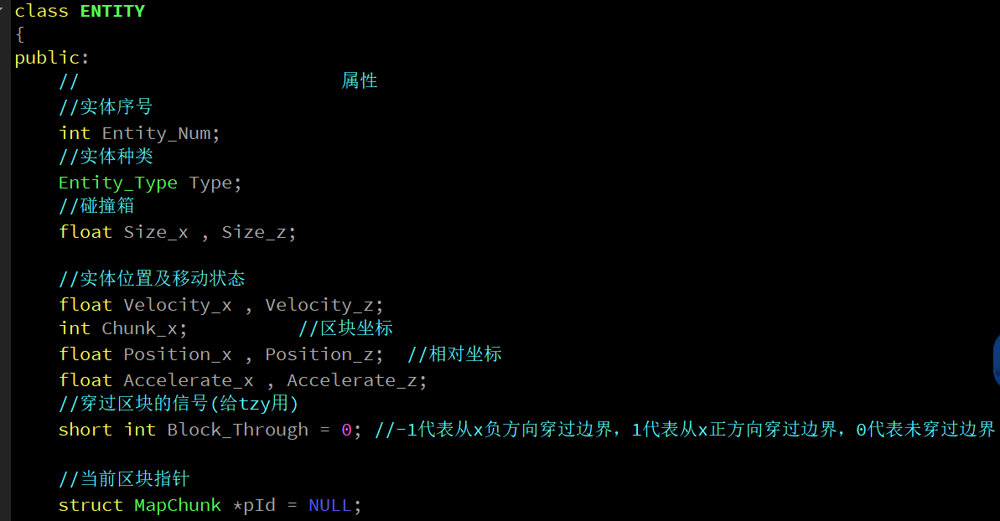 class ENTITY
{
public:
//                    属性
//实体序号
int Entity_Num;
//实体种类
Entity_Type Type;
//碰撞箱
float Size_x , Size_z;
//实体位置及移动状态
float Velocity_x , Velocity_z;
int Chunk_x;          //区块坐标
float Position_x , Position_z;  //相对坐标
float Accelerate_x , Accelerate_z;
//穿过区块的信号(给tzy用)
short int Block_Through = 0; //-1代表从x负方向穿过边界，1代表从x正方向穿过边界，0代表未穿过边界
//当前区块指针
struct MapChunk *pId = NULL;